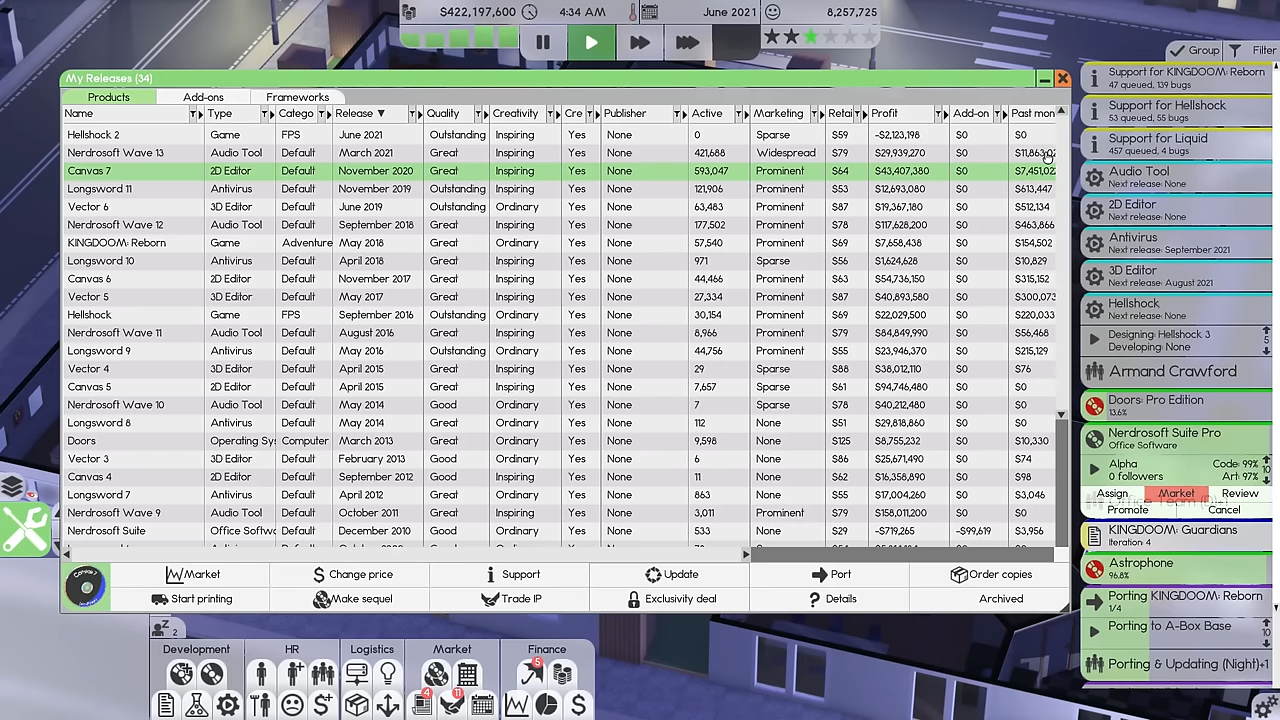 $422,197,600 4:34 AM June 2021 8,257,725
Group Filter
My Releases (34)
Products Add-ons Frameworks
Name Type Catego Release Quality Creativity Cre Publisher Active Marketing Retai Profit Add-on Past mon
Hellshock 2 Game FPS June 2021 Outstanding Inspiring Yes None 0 Sparse $59 -$2,123,198 $0 $0
Nerdrosoft Wave 13 Audio Tool Default March 2021 Great Inspiring Yes None 421,688 Widespread $79 $29,939,270 $0
Canvas 7 2D Editor Default November 2020 Great Inspiring Yes None 593,047 Prominent $64 $43,407,380 $0 $7,451,02
Longsword 11 Antivirus Default November 2019 Outstanding Inspiring Yes None 121,906 Prominent $53 $12,693,080 $0 $613,447
Vector 6 3D Editor Default June 2019 Outstanding Ordinary Yes None 63,483 Prominent $87 $19,367,180 $0 $512,134
Nerdrosoft Wave 12 Audio Tool Default September 2018 Great Inspiring Yes None 177,502 Prominent $78 $117,628,200 $0 $463,866
KINGDOOM: Reborn Game Adventure May 2018 Great Ordinary Yes None 57,540 Prominent $69 $7,658,438 $0 $154,502
Longsword 10 Antivirus Default April 2018 Great Inspiring Yes None 971 Sparse $56 $1,624,628 $0 $10,829
Canvas 6 2D Editor Default November 2017 Great Inspiring Yes None 44,466 Prominent $63 $54,736,150 $0 $315,152
Vector 5 3D Editor Default May 2017 Great Ordinary Yes None 27,334 Prominent $87 $40,893,580 $0 $300,073
Hellshock Game FPS September 2016 Outstanding Ordinary Yes None 30,154 Prominent $69 $22,029,500 $0 $220,033
Nerdrosoft Wave 11 Audio Tool Default August 2016 Great Inspiring Yes None 8,966 Prominent $79 $84,849,990 $0 $56,468
Longsword 9 Antivirus Default May 2016 Outstanding Ordinary Yes None 44,756 Prominent $55 $23,946,370 $0 $215,129
Vector 4 3D Editor Default April 2015 Great Ordinary Yes None 29 Sparse $88 $38,012,110 $0 $76
Canvas 5 2D Editor Default April 2015 Great Inspiring Yes None 7,657 Sparse $61 $94,746,480 $0 $0
Nerdrosoft Wave 10 Audio Tool Default May 2014 Good Ordinary Yes None 7 Sparse $78 $40,212,480 $0 $0
Longsword 8 Antivirus Default May 2014 Great Ordinary Yes None 112 None $51 $29,818,860 $0 $0
Doors Operating Sys Computer March 2013 Great Ordinary Yes None 9,598 None $125 $8,755,232 $0 $10,330
Vector 3 3D Editor Default February 2013 Good Ordinary Yes None 6 None $86 $25,671,490 $0 $74
Canvas 4 2D Editor Default September 2012 Good Ordinary Yes None 11 None $62 $16,358,890 $0 $98
Longsword 7 Antivirus Default April 2012 Great Ordinary Yes None 863 None $55 $17,004,260 $0 $3,046
Nerdrosoft Wave 9 Audio Tool Default October 2011 Great Ordinary Yes None 3,011 Prominent $79 $158,011,200 $0 $0
Nerdrosoft Suite Office Softwa Default December 2010 Good Ordinary Yes None 533 None $29 -$719,265 -$99,619 $3,956
Market Change price Support Update Port Order copies
Start printing Make sequel Trade IP Exclusivity deal Details Archived
Support for KINGDOOM: Reborn
47 queued, 139 bugs
Support for Hellshock
53 queued, 55 bugs
Support for Liquid
457 queued, 4 bugs
Audio Tool
Next release: None
2D Editor
Next release: None
Antivirus
Next release: September 2021
3D Editor
Next release: August 2021
Hellshock
Next release: None
Designing: Hellshock 3
Developing: None
5
Armand Crawford
Doors: Pro Edition
13.6%
Nerdrosoft Suite Pro
Office Software
Alpha Code: 99%
0 followers Art: 97%
10
Assign Market Review
Promote Cancel
KINGDOOM: Guardians
Iteration: 4
Astrophone
96.8%
Porting KINGDOOM: Reborn
1/4
Porting to A-Box Base
10
Porting & Updating (Night)+1
Z 2
Development HR Logistics Market Finance
5
4 11